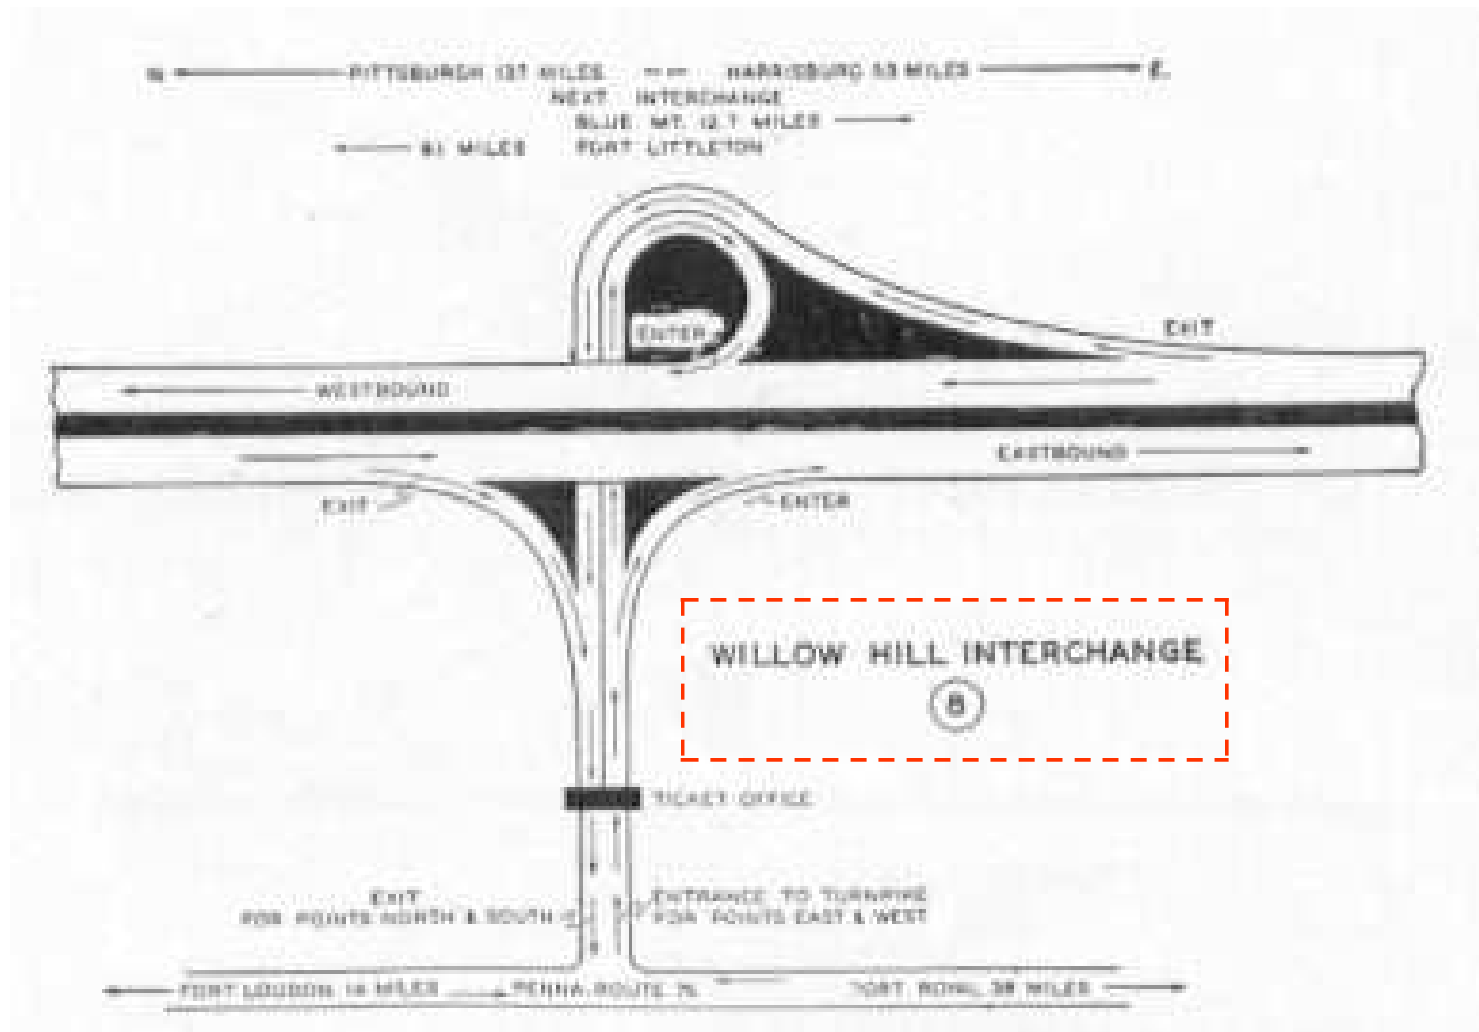 PITTSBURGH 137 MILES HARRISBURG 53 MILES E.
NEXT INTERCHANGE
BLUE MT. 12.7 MILES
MILES FORT LITTLETON
ENTER
EXIT
WESTBOUND
EASTBOUND
EXIT
ENTER
WILLOW HILL INTERCHANGE
TICKET OFFICE
EXIT
FOR POINTS NORTH & SOUTH
ENTRANCE TO TURNPIKE
FOR POINTS EAST & WEST
FORT LOUDON MILES PENNA. ROUTE 75 PORT ROYAL 38 MILES